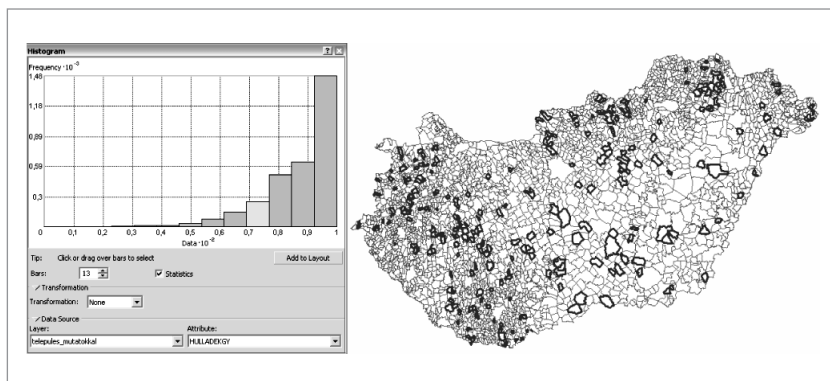 Histogram
Frequency · 10⁻³
1,48
1,18
0,89
0,59
0,3
0 0,1 0,2 0,3 0,4 0,5 0,6 0,7 0,8 0,9 1
Data · 10⁻²
Tip: Click or drag over bars to select Add to Layout
Bars: 13 Statistics
Transformation
Transformation: None
Data Source
Layer: Attribute:
telepules_mutatokkal HULLADEKGY